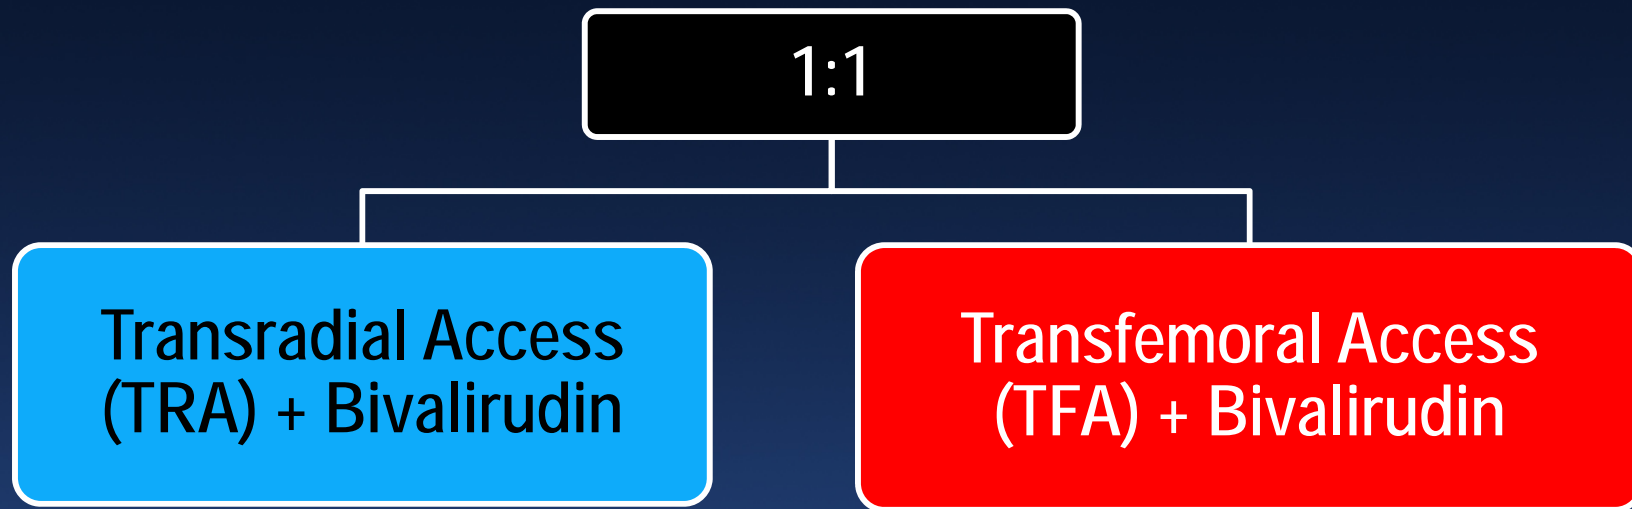 1:1
Transradial Access
(TRA) + Bivalirudin
Transfemoral Access
(TFA) + Bivalirudin